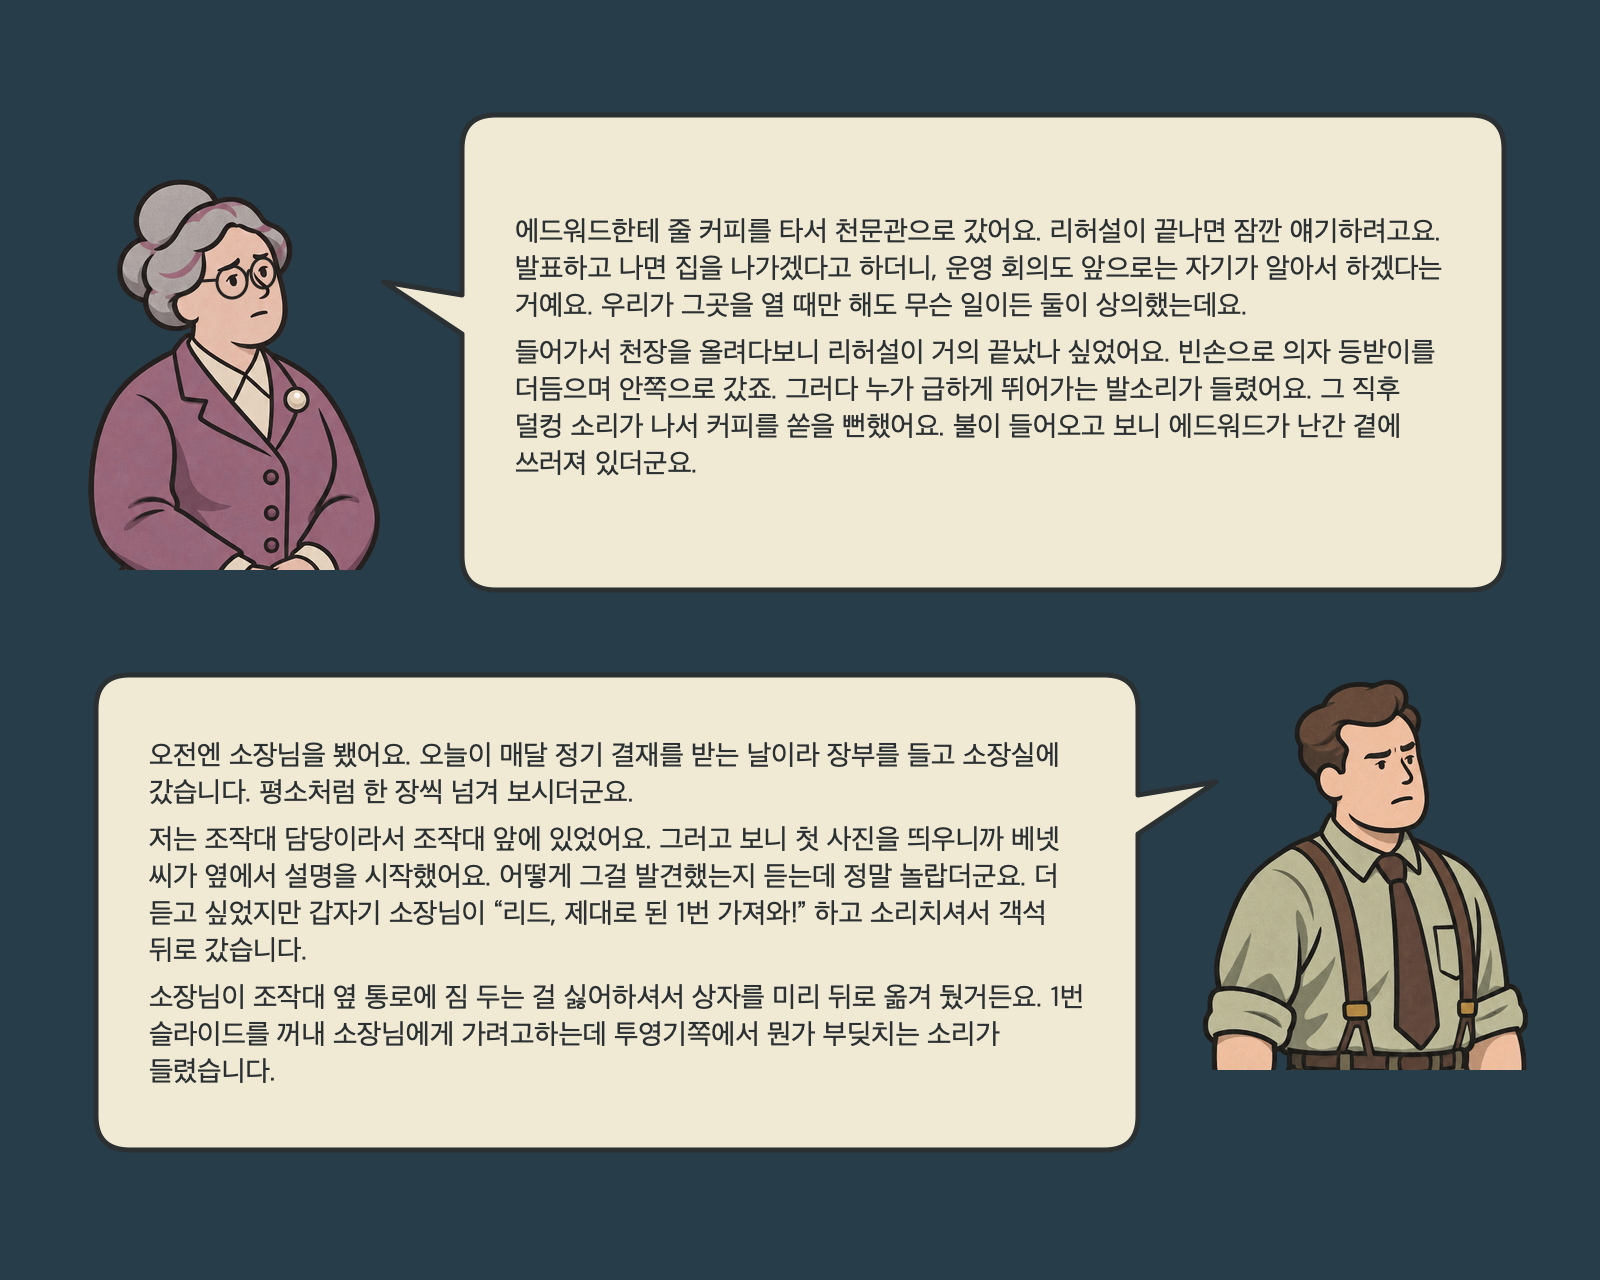 에드워드한테 줄 커피를 타서 천문관으로 갔어요. 리허설이 끝나면 잠깐 얘기하려고요.
발표하고 나면 집을 나가겠다고 하더니, 운영 회의도 앞으로는 자기가 알아서 하겠다는
거예요. 우리가 그곳을 열 때만 해도 무슨 일이든 둘이 상의했는데요.
들어가서 천장을 올려다보니 리허설이 거의 끝났나 싶었어요. 빈손으로 의자 등받이를
더듬으며 안쪽으로 갔죠. 그러다 누가 급하게 뛰어가는 발소리가 들렸어요. 그 직후
덜컹 소리가 나서 커피를 쏟을 뻔했어요. 불이 들어오고 보니 에드워드가 난간 곁에
쓰러져 있더군요.
오전엔 소장님을 뵀어요. 오늘이 매달 정기 결재를 받는 날이라 장부를 들고 소장실에
갔습니다. 평소처럼 한 장씩 넘겨 보시더군요.
저는 조작대 담당이라서 조작대 앞에 있었어요. 그러고 보니 첫 사진을 띄우니까 베넷
씨가 옆에서 설명을 시작했어요. 어떻게 그걸 발견했는지 듣는데 정말 놀랍더군요. 더
듣고 싶었지만 갑자기 소장님이 “리드, 제대로 된 1번 가져와!” 하고 소리치셔서 객석
뒤로 갔습니다.
소장님이 조작대 옆 통로에 짐 두는 걸 싫어하셔서 상자를 미리 뒤로 옮겨 뒀거든요. 1번
슬라이드를 꺼내 소장님에게 가려고하는데 투영기쪽에서 뭔가 부딪치는 소리가
들렸습니다.